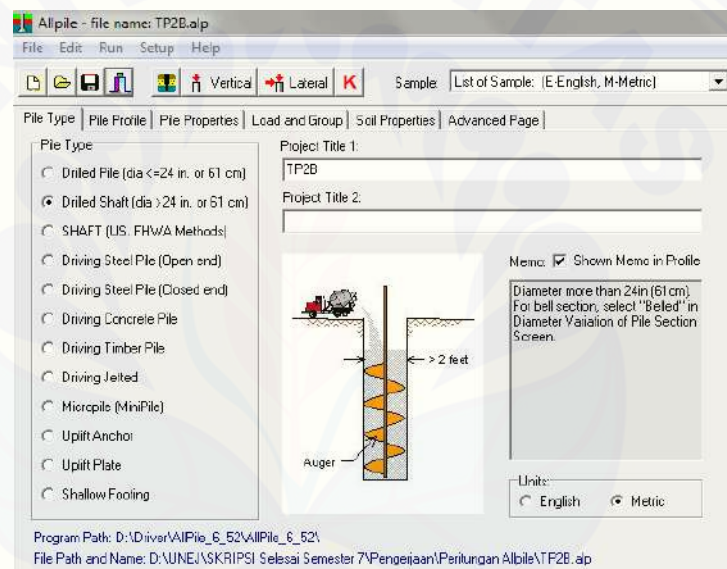 Allpile - file name: TP2B.alp
File Edit Run Setup Help
Vertical Lateral K Sample: List of Sample: (E-English, M-Metric)
Pile Type Pile Profile Pile Properties Load and Group Soil Properties Advanced Page
Pile Type
Drilled Pile (dia <=24 in. or 61 cm)
Drilled Shaft (dia >24 in. or 61 cm)
SHAFT (US. FHWA Methods)
Driving Steel Pile (Open end)
Driving Steel Pile (Closed end)
Driving Concrete Pile
Driving Timber Pile
Driving Jetted
Micropile (MiniPile)
Uplift Anchor
Uplift Plate
Shallow Footing
Project Title 1:
TP2B
Project Title 2:
> 2 feet
Auger
Memo: Shown Memo in Profile
Diameter more than 24in (61cm).
For bell section, select "Belled" in
Diameter Variation of Pile Section
Screen.
Units:
English Metric
Program Path: D:\Driver\AllPile_6_52\AllPile_6_52\
File Path and Name: D:\UNEJ\SKRIPSI Selesai Semester 7\Pengerjaan\Peritungan Allpile\TP2B.alp